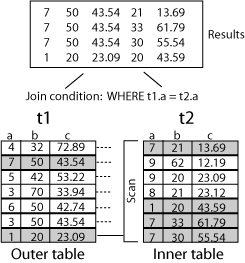 7 50 43.54 21 13.69
7 50 43.54 33 61.79
7 50 43.54 30 55.54
1 20 23.09 20 43.59
Results
Join condition: WHERE t1.a = t2.a
t1 t2
a b c a b c
4 32 72.89 7 21 13.69
7 50 43.54 9 62 12.19
5 42 53.22 9 20 23.09
3 70 33.94 8 21 23.12
6 50 42.74 1 20 43.59
3 50 43.54 7 33 61.79
1 20 23.09 7 30 55.54
Scan
Outer table Inner table